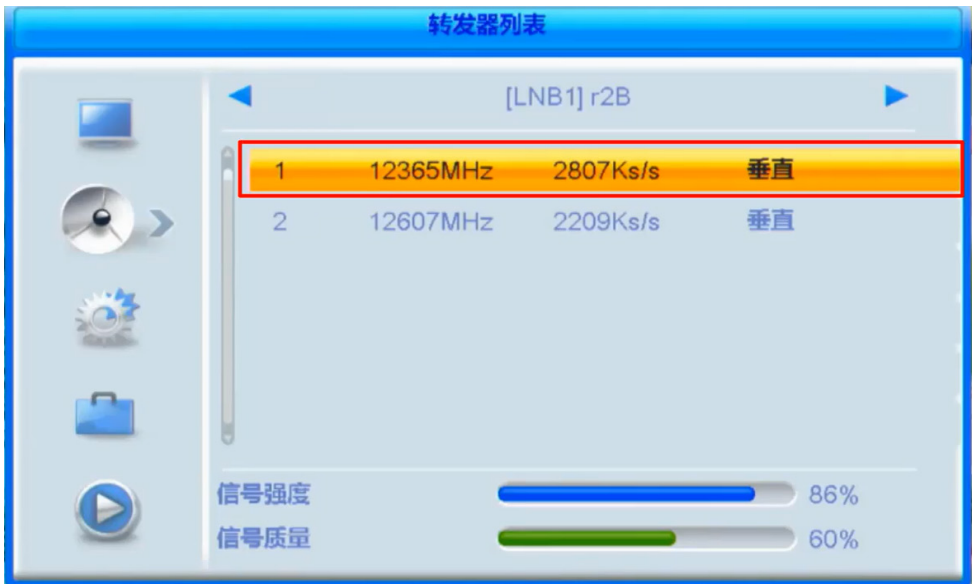 转发器列表
[LNB1] r2B
1 12365MHz 2807Ks/s 垂直
2 12607MHz 2209Ks/s 垂直
信号强度 86%
信号质量 60%